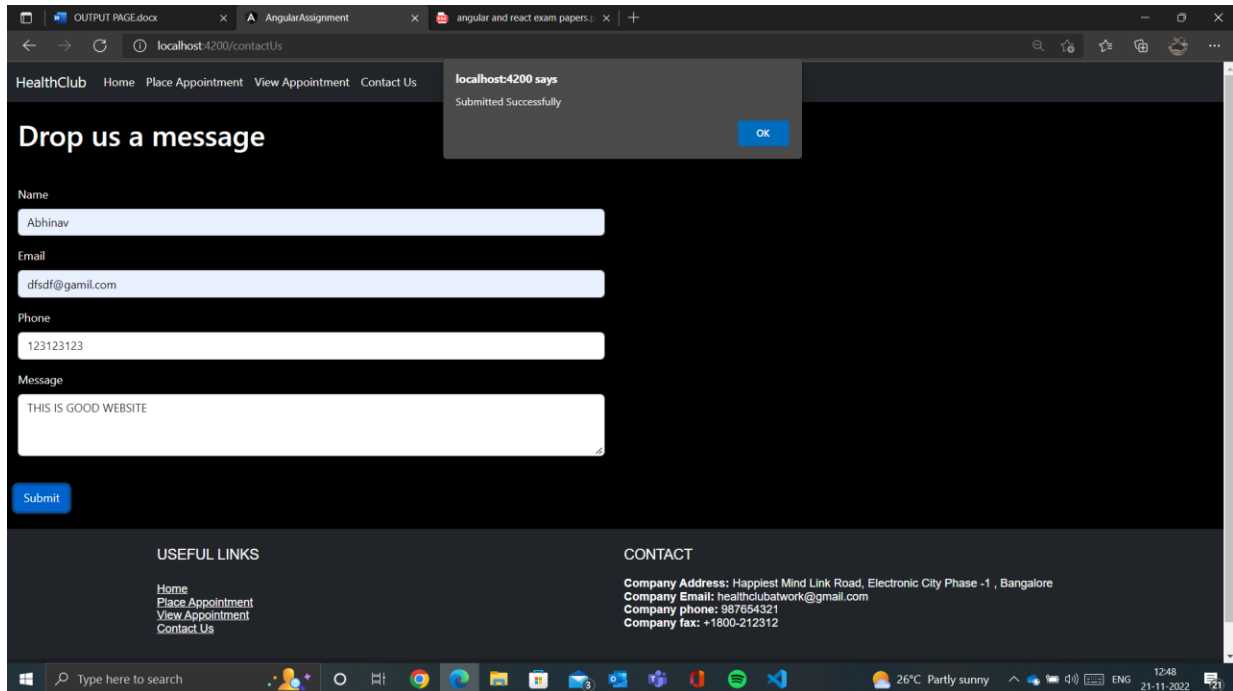 OUTPUT PAGE.docx
AngularAssignment
angular and react exam papers.p
localhost:4200/contactUs
HealthClub Home Place Appointment View Appointment Contact Us
localhost:4200 says
Submitted Successfully
OK
Drop us a message
Name
Abhinav
Email
dfsdf@gamil.com
Phone
123123123
Message
THIS IS GOOD WEBSITE
Submit
USEFUL LINKS
Home
Place Appointment
View Appointment
Contact Us
CONTACT
Company Address: Happiest Mind Link Road, Electronic City Phase -1 , Bangalore
Company Email: healthclubatwork@gmail.com
Company phone: 987654321
Company fax: +1800-212312
Type here to search
3
26°C Partly sunny
ENG
12:48
21-11-2022
21